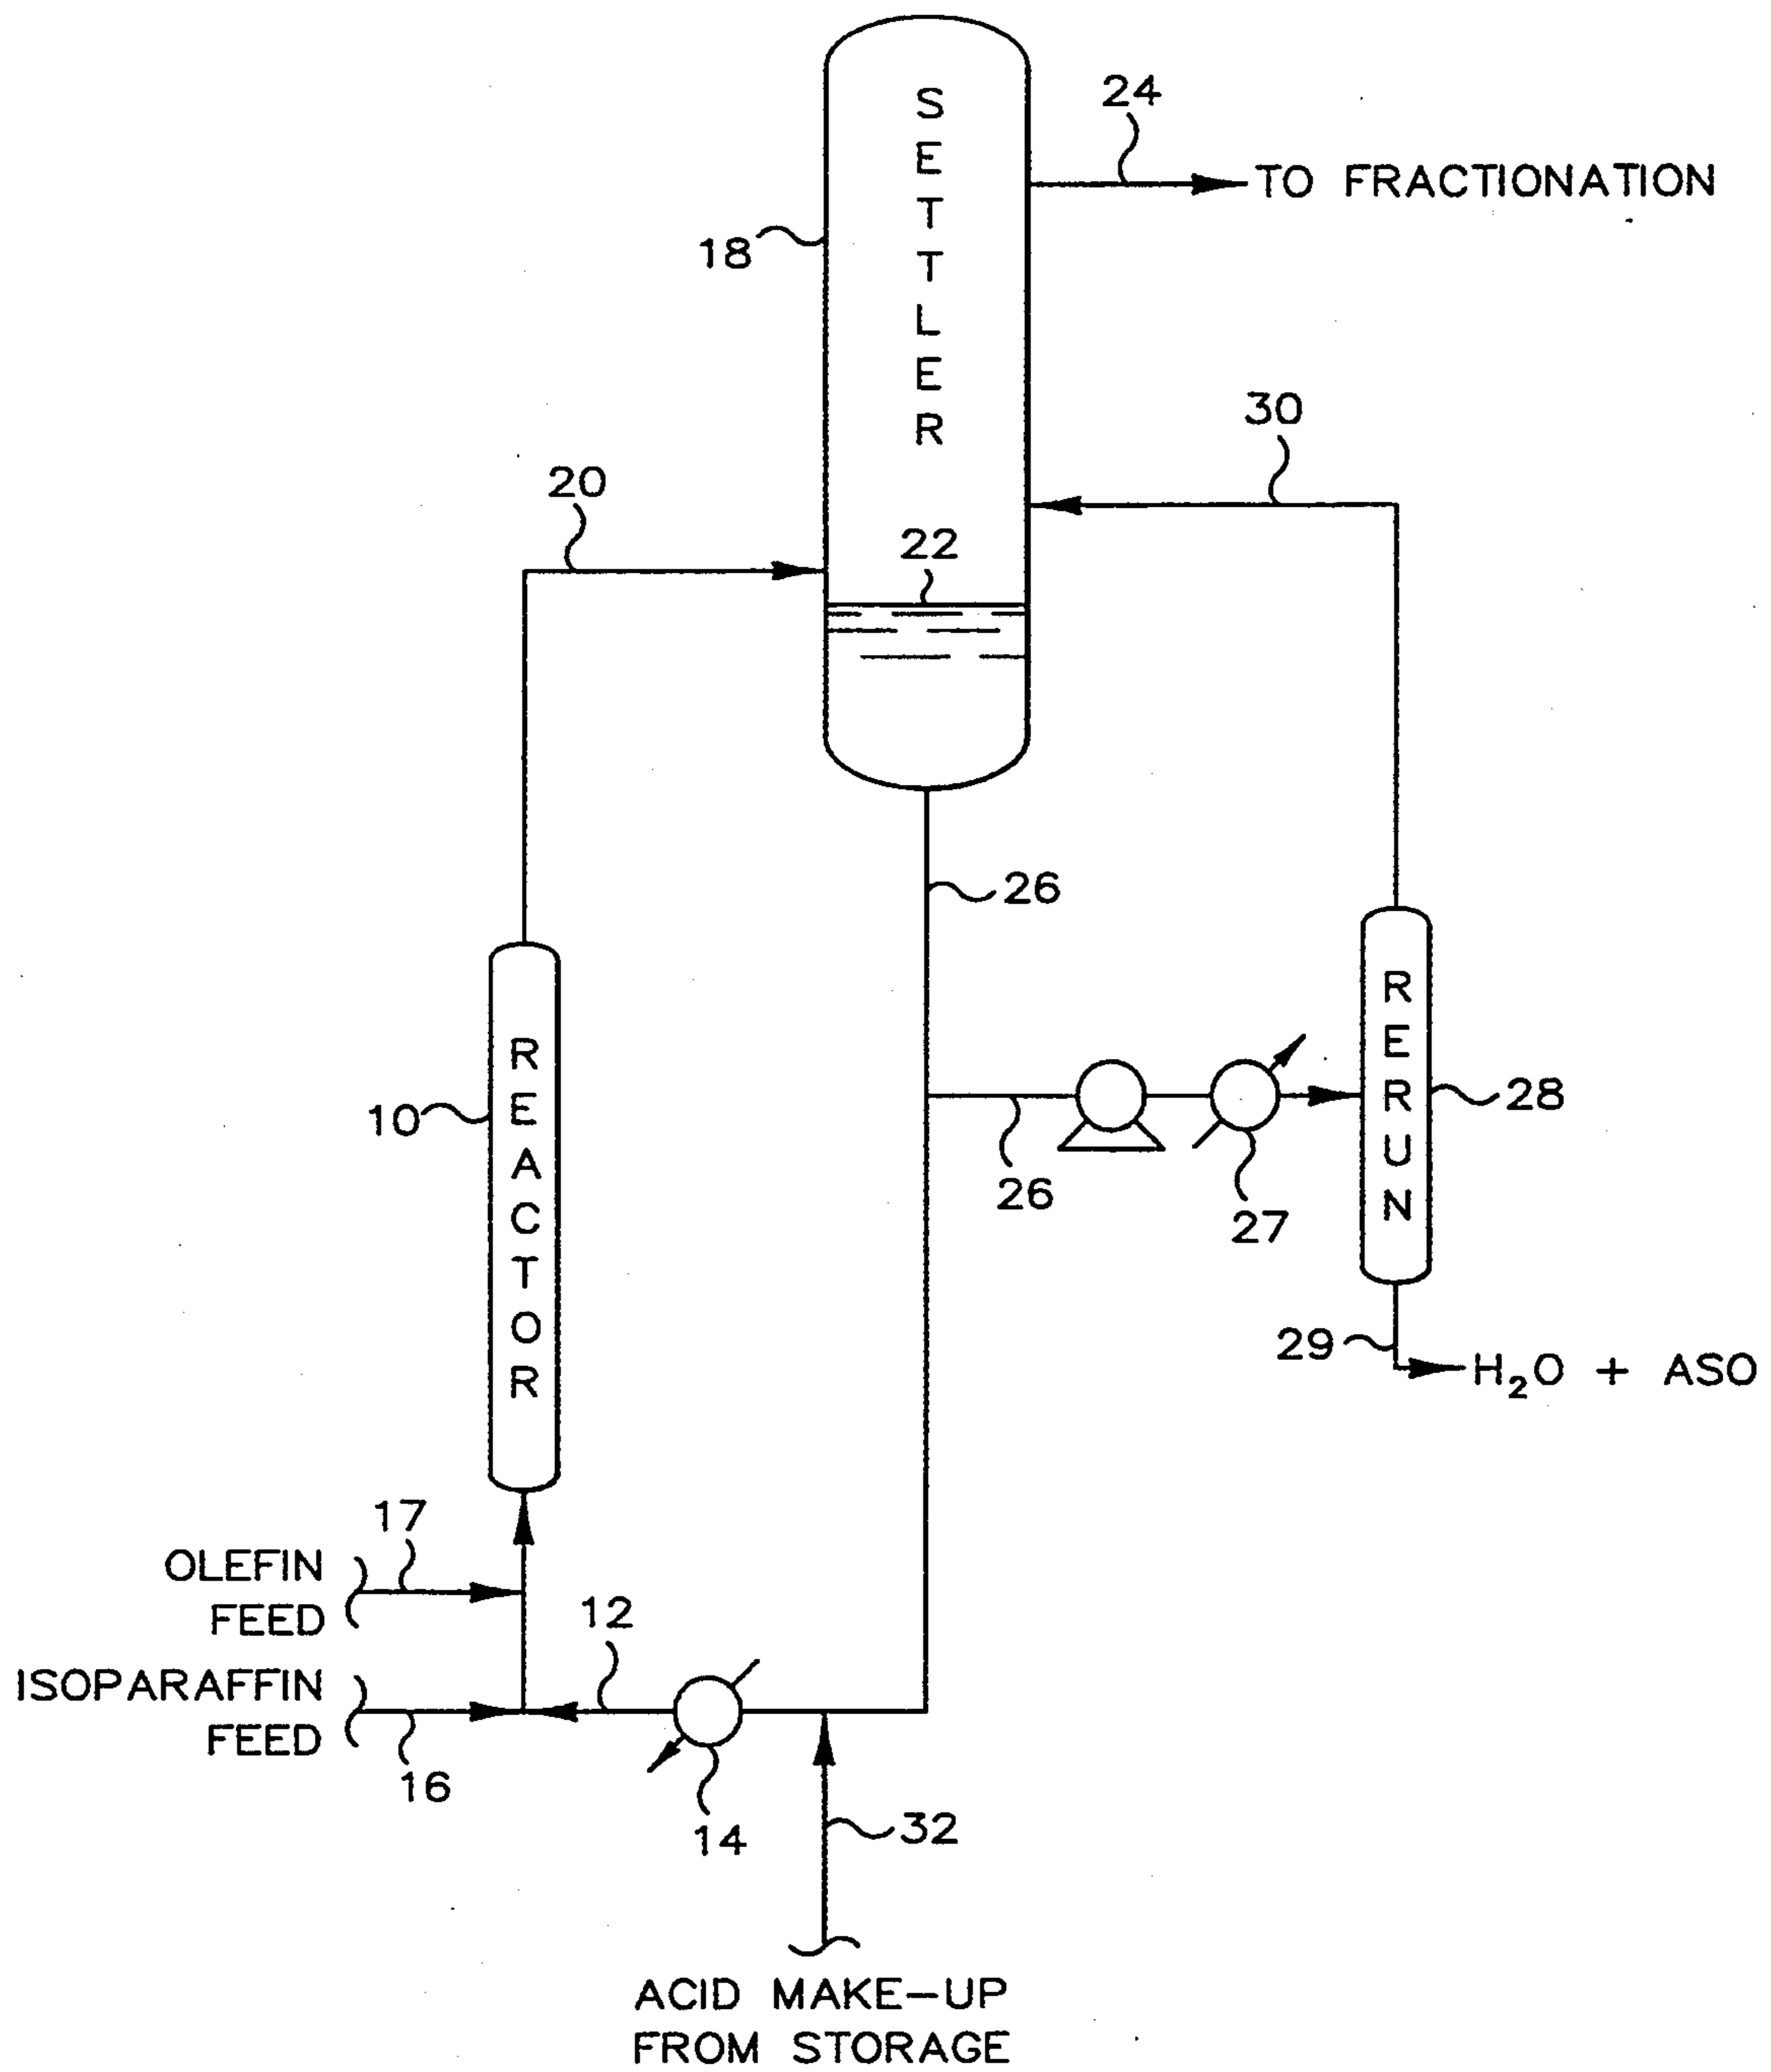 SETTLER
24
TO FRACTIONATION
18
30
20
22
26
RERUN
REACTOR
10
28
26
27
29
H₂O + ASO
17
OLEFIN
FEED
12
ISOPARAFFIN
FEED
16
14
32
ACID MAKE-UP
FROM STORAGE